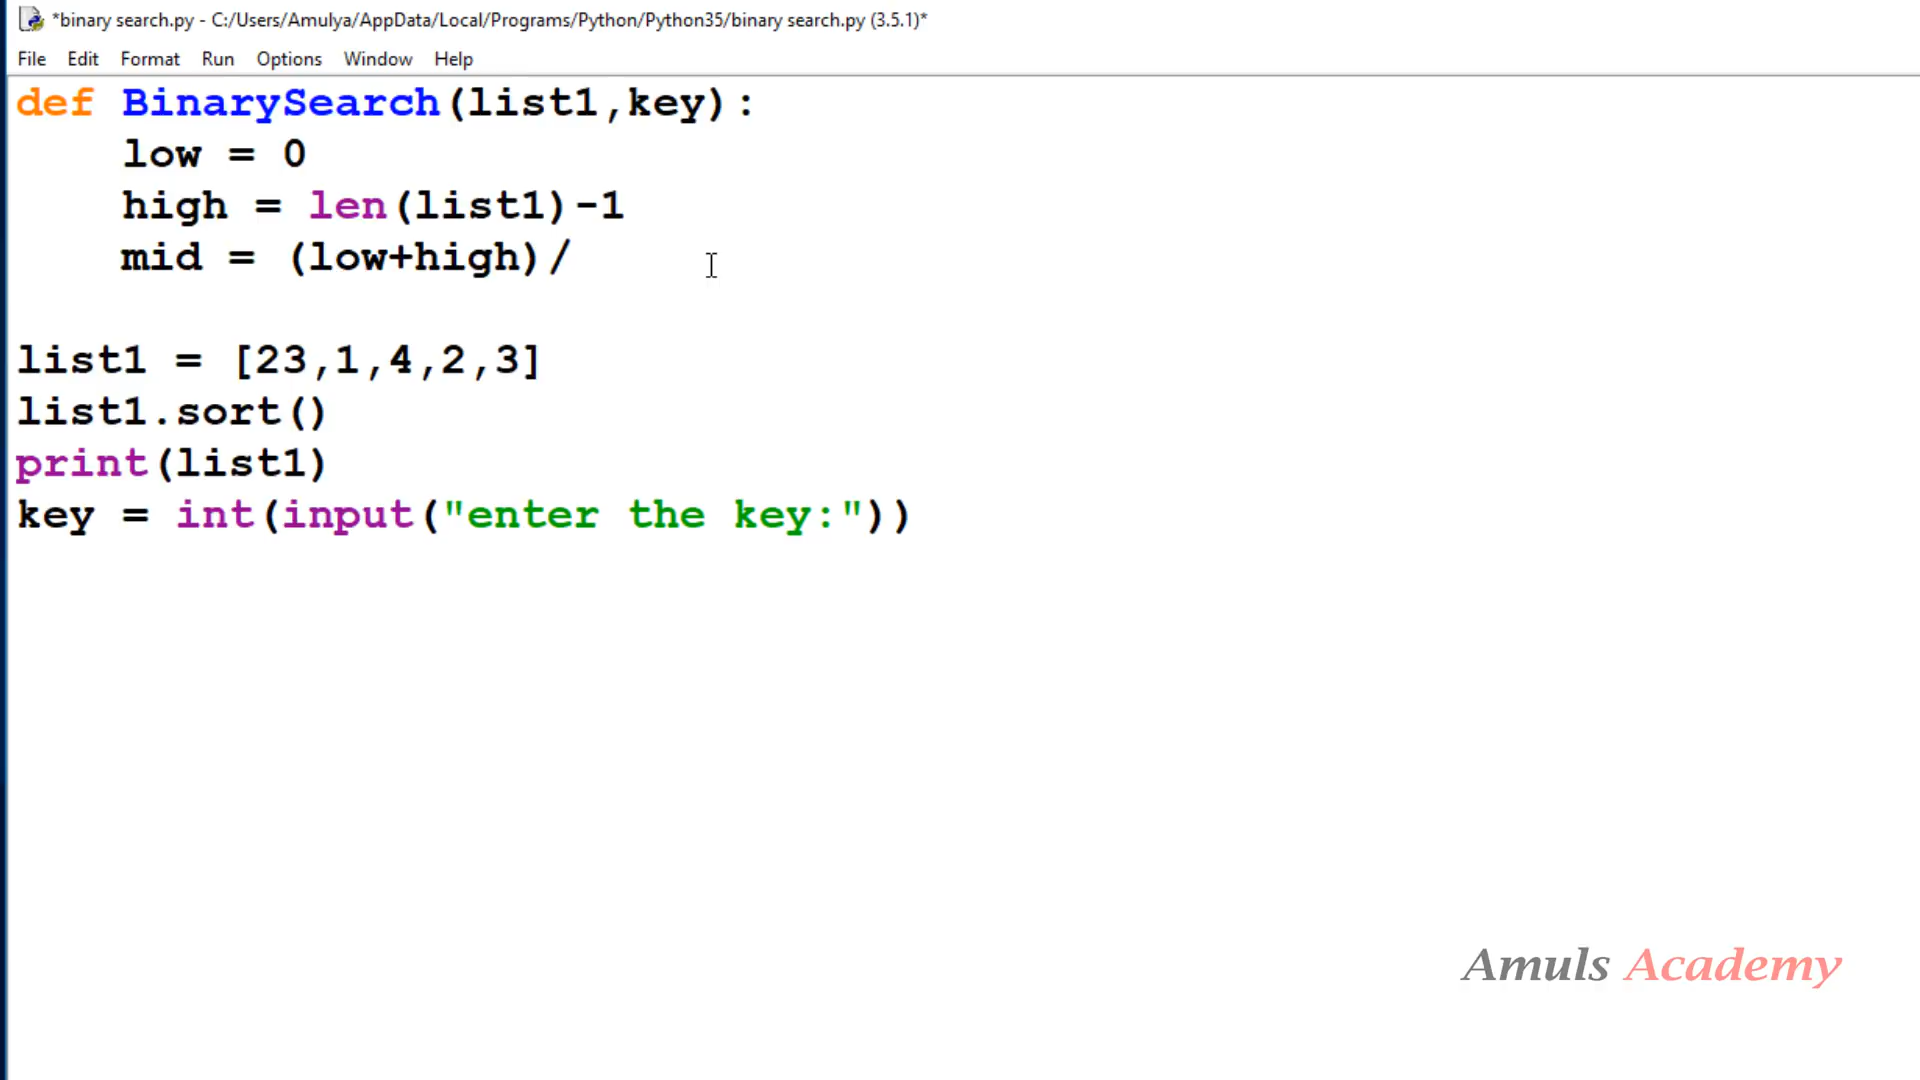 *binary search.py - C:/Users/Amulya/AppData/Local/Programs/Python/Python35/binary search.py (3.5.1)*
File Edit Format Run Options Window Help
def BinarySearch(list1,key):
    low = 0
    high = len(list1)-1
    mid = (low+high)/
list1 = [23,1,4,2,3]
list1.sort()
print(list1)
key = int(input("enter the key:"))
Amuls Academy